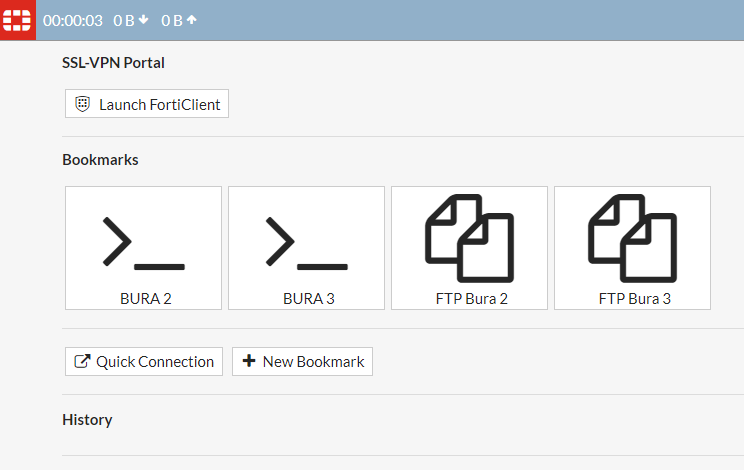 00:00:03 0 B 0 B
SSL-VPN Portal
Launch FortiClient
Bookmarks
BURA 2 BURA 3 FTP Bura 2 FTP Bura 3
Quick Connection New Bookmark
History